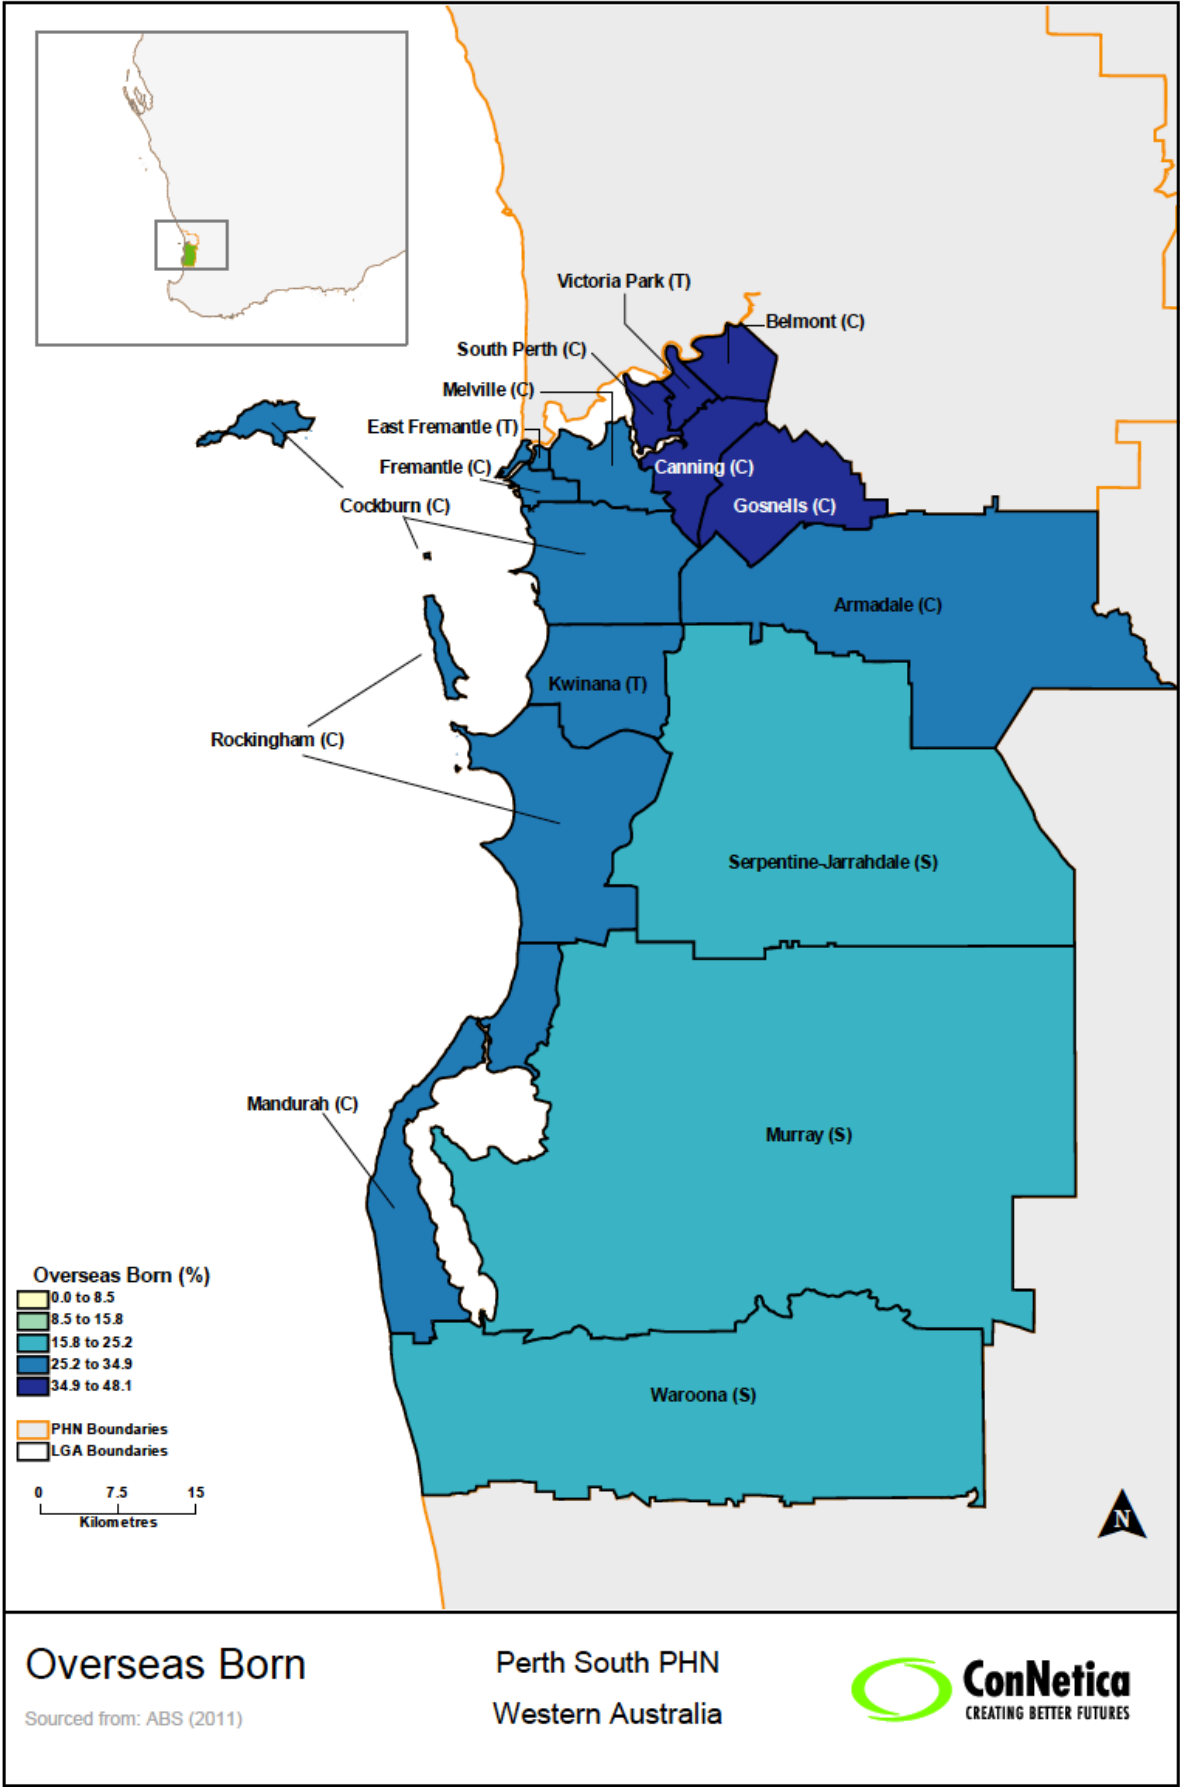 Victoria Park (T)
Belmont (C)
South Perth (C)
Melville (C)
East Fremantle (T)
Fremantle (C)
Canning (C)
Cockburn (C)
Gosnells (C)
Armadale (C)
Kwinana (T)
Rockingham (C)
Serpentine-Jarrahdale (S)
Mandurah (C)
Murray (S)
Waroona (S)
Overseas Born (%)
0.0 to 8.5
8.5 to 15.8
15.8 to 25.2
25.2 to 34.9
34.9 to 48.1
PHN Boundaries
LGA Boundaries
0 7.5 15
Kilometres
N
Overseas Born
Sourced from: ABS (2011)
Perth South PHN
Western Australia
ConNetica
CREATING BETTER FUTURES